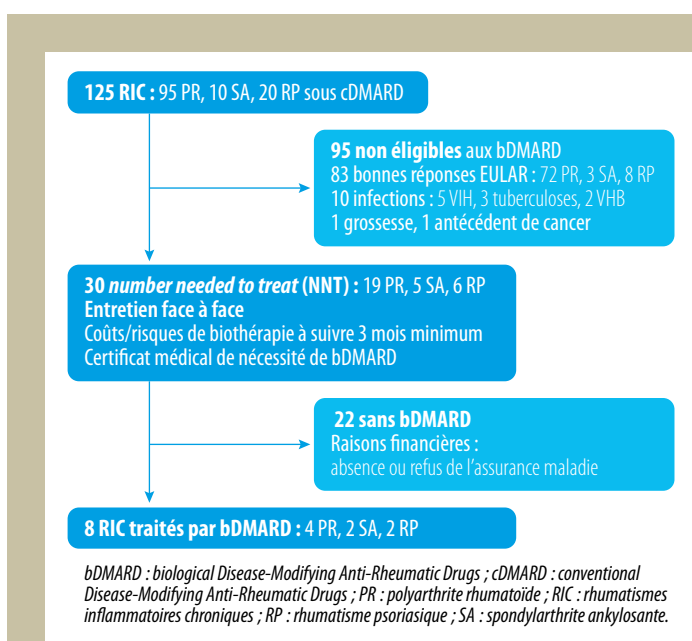 125 RIC : 95 PR, 10 SA, 20 RP sous cDMARD
95 non éligibles aux bDMARD
83 bonnes réponses EULAR : 72 PR, 3 SA, 8 RP
10 infections : 5 VIH, 3 tuberculoses, 2 VHB
1 grossesse, 1 antécédent de cancer
30 number needed to treat (NNT) : 19 PR, 5 SA, 6 RP
Entretien face à face
Coûts/risques de biothérapie à suivre 3 mois minimum
Certificat médical de nécessité de bDMARD
22 sans bDMARD
Raisons financières :
absence ou refus de l’assurance maladie
8 RIC traités par bDMARD : 4 PR, 2 SA, 2 RP
bDMARD : biological Disease-Modifying Anti-Rheumatic Drugs ; cDMARD : conventional
Disease-Modifying Anti-Rheumatic Drugs ; PR : polyarthrite rhumatoïde ; RIC : rhumatismes
inflammatoires chroniques ; RP : rhumatisme psoriasique ; SA : spondylarthrite ankylosante.